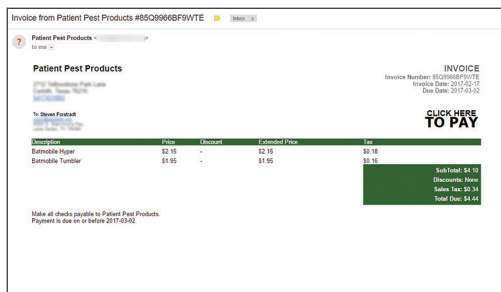 Invoice from Patient Pest Products #85Q9966BF9WTE Inbox x
? Patient Pest Products < >
to me
Patient Pest Products
INVOICE
Invoice Number: 85Q9966BF9WTE
Invoice Date: 2017-02-17
Due Date: 2017-03-02
To: Steven Forstadt
CLICK HERE
TO PAY
Description Price Discount Extended Price Tax
Batmobile Hyper $2.15 - $2.15 $0.18
Batmobile Tumbler $1.95 - $1.95 $0.16
SubTotal: $4.10
Discounts: None
Sales Tax: $0.34
Total Due: $4.44
Make all checks payable to Patient Pest Products.
Payment is due on or before 2017-03-02.